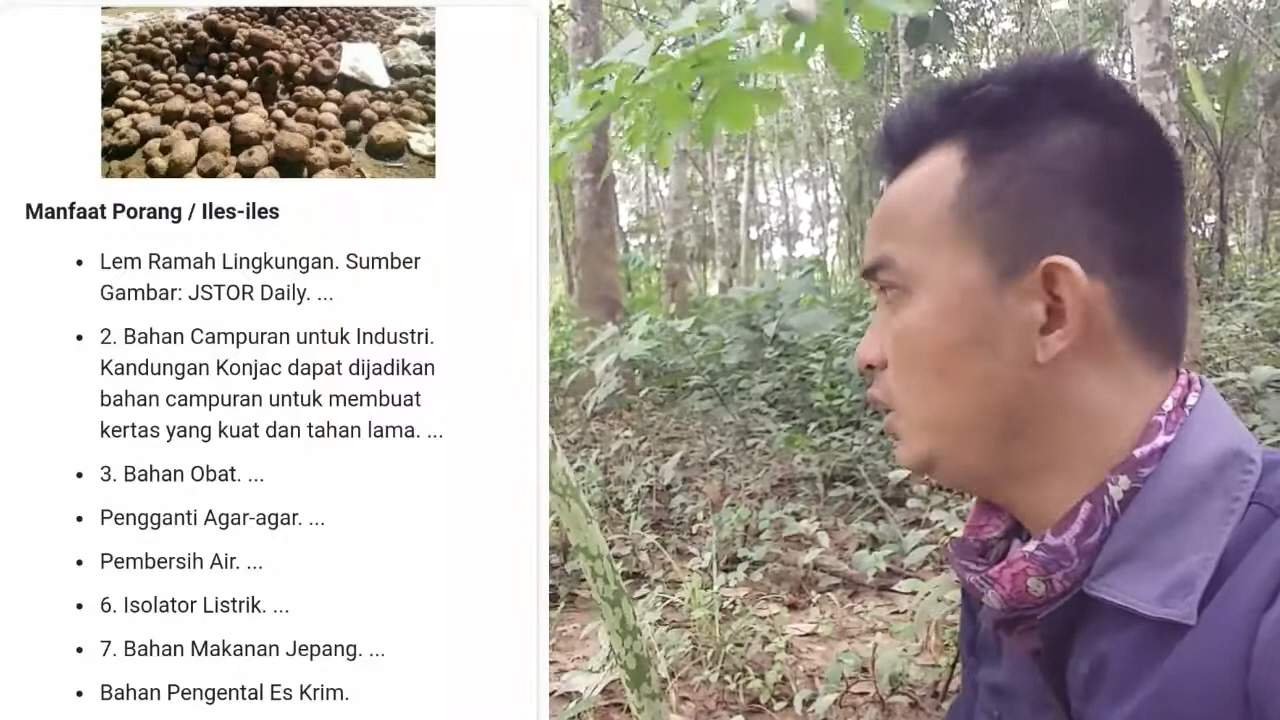 Manfaat Porang / Iles-iles
Lem Ramah Lingkungan. Sumber
Gambar: JSTOR Daily. ...
2. Bahan Campuran untuk Industri.
Kandungan Konjac dapat dijadikan
bahan campuran untuk membuat
kertas yang kuat dan tahan lama. ...
3. Bahan Obat. ...
Pengganti Agar-agar. ...
Pembersih Air. ...
6. Isolator Listrik. ...
7. Bahan Makanan Jepang. ...
Bahan Pengental Es Krim.